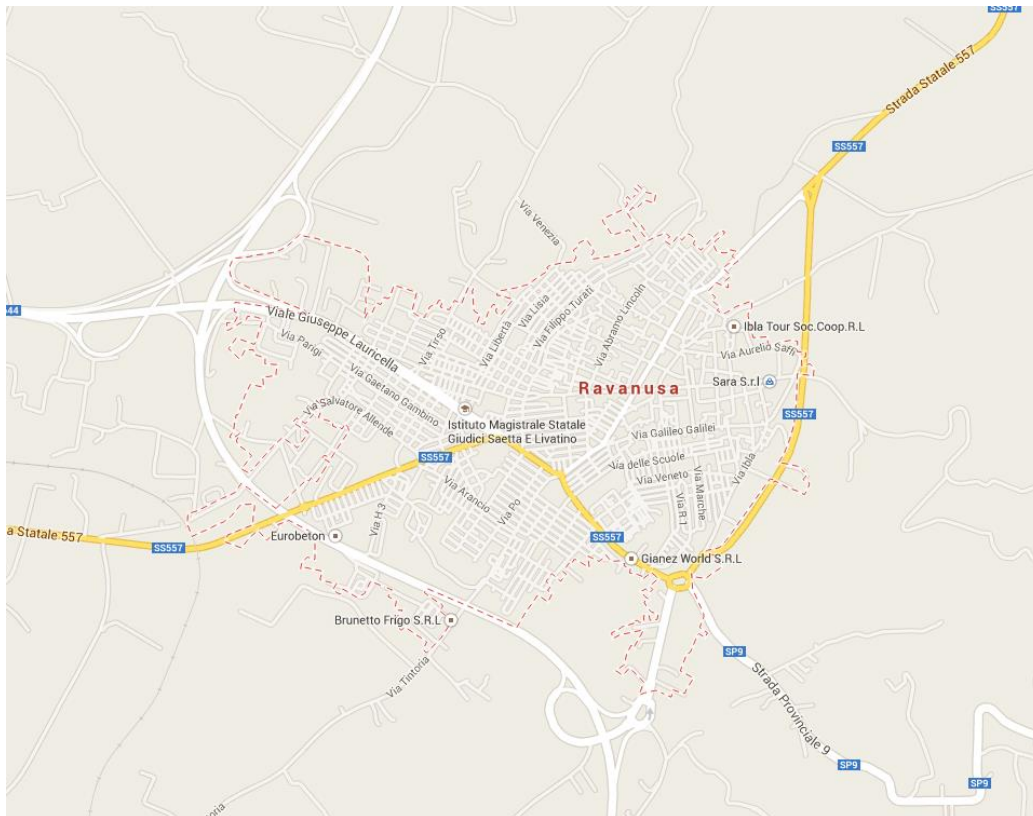 SS557
Strada Statale 557
SS557
Via Venezia
644
Viale Giuseppe Lauricella
Via Parigi
Via Tirso
Via Libertà
Via Lisia
Via Filippo Turati
Via Abramo Lincoln
Ibla Tour Soc.Coop.R.L
Via Aurelio Saffi
Via Gaetano Gambino
Sara S.r.l
Ravanusa
Via Salvatore Allende
Istituto Magistrale Statale
Giudici Saetta E Livatino
SS557
Via Galileo Galilei
SS557
Via delle Scuole
Via Ibla
Via Veneto
Via Arancio
Via Po
Via H 3
Via R 1
Via Marche
a Statale 557
SS557
Eurobeton
SS557
Gianez World S.R.L
Brunetto Frigo S.R.L
SP9
Via Tintoria
Strada Provinciale 9
SP9
SP9